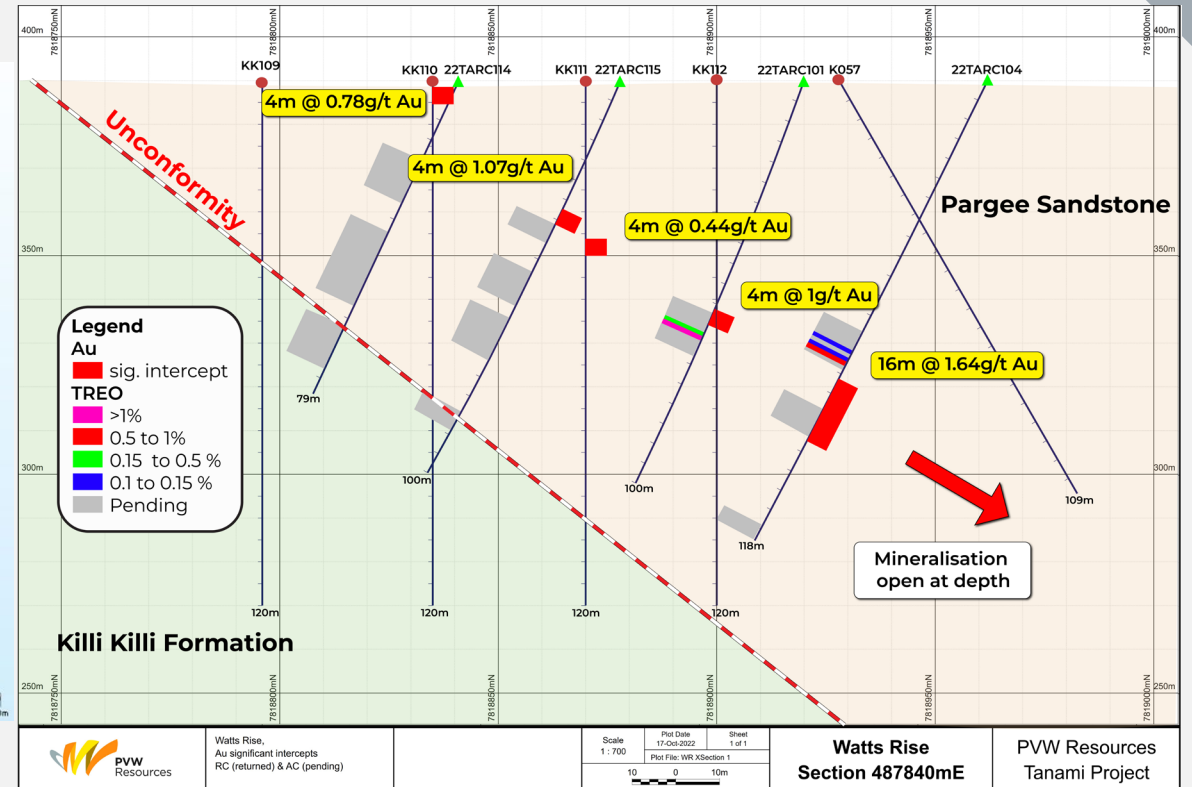 7818750mN
7818800mN
7818850mN
7818900mN
7818950mN
7819000mN
400m
400m
KK109
KK110
22TARC114
KK111
22TARC115
KK112
22TARC101
K057
22TARC104
4m @ 0.78g/t Au
Unconformity
4m @ 1.07g/t Au
Pargee Sandstone
4m @ 0.44g/t Au
350m
350m
4m @ 1g/t Au
16m @ 1.64g/t Au
Legend
Au
sig. intercept
TREO
>1%
0.5 to 1%
0.15 to 0.5 %
0.1 to 0.15 %
Pending
79m
300m
300m
100m
100m
109m
118m
Mineralisation
open at depth
120m
120m
120m
120m
Killi Killi Formation
250m
250m
7818750mN
7818800mN
7818850mN
7818900mN
7818950mN
7819000mN
PVW
Resources
Watts Rise,
Au significant intercepts
RC (returned) & AC (pending)
Scale
1 : 700
Plot Date
17-Oct-2022
Sheet
1 of 1
Plot File: WR XSection 1
10 0 10m
Watts Rise
Section 487840mE
PVW Resources
Tanami Project